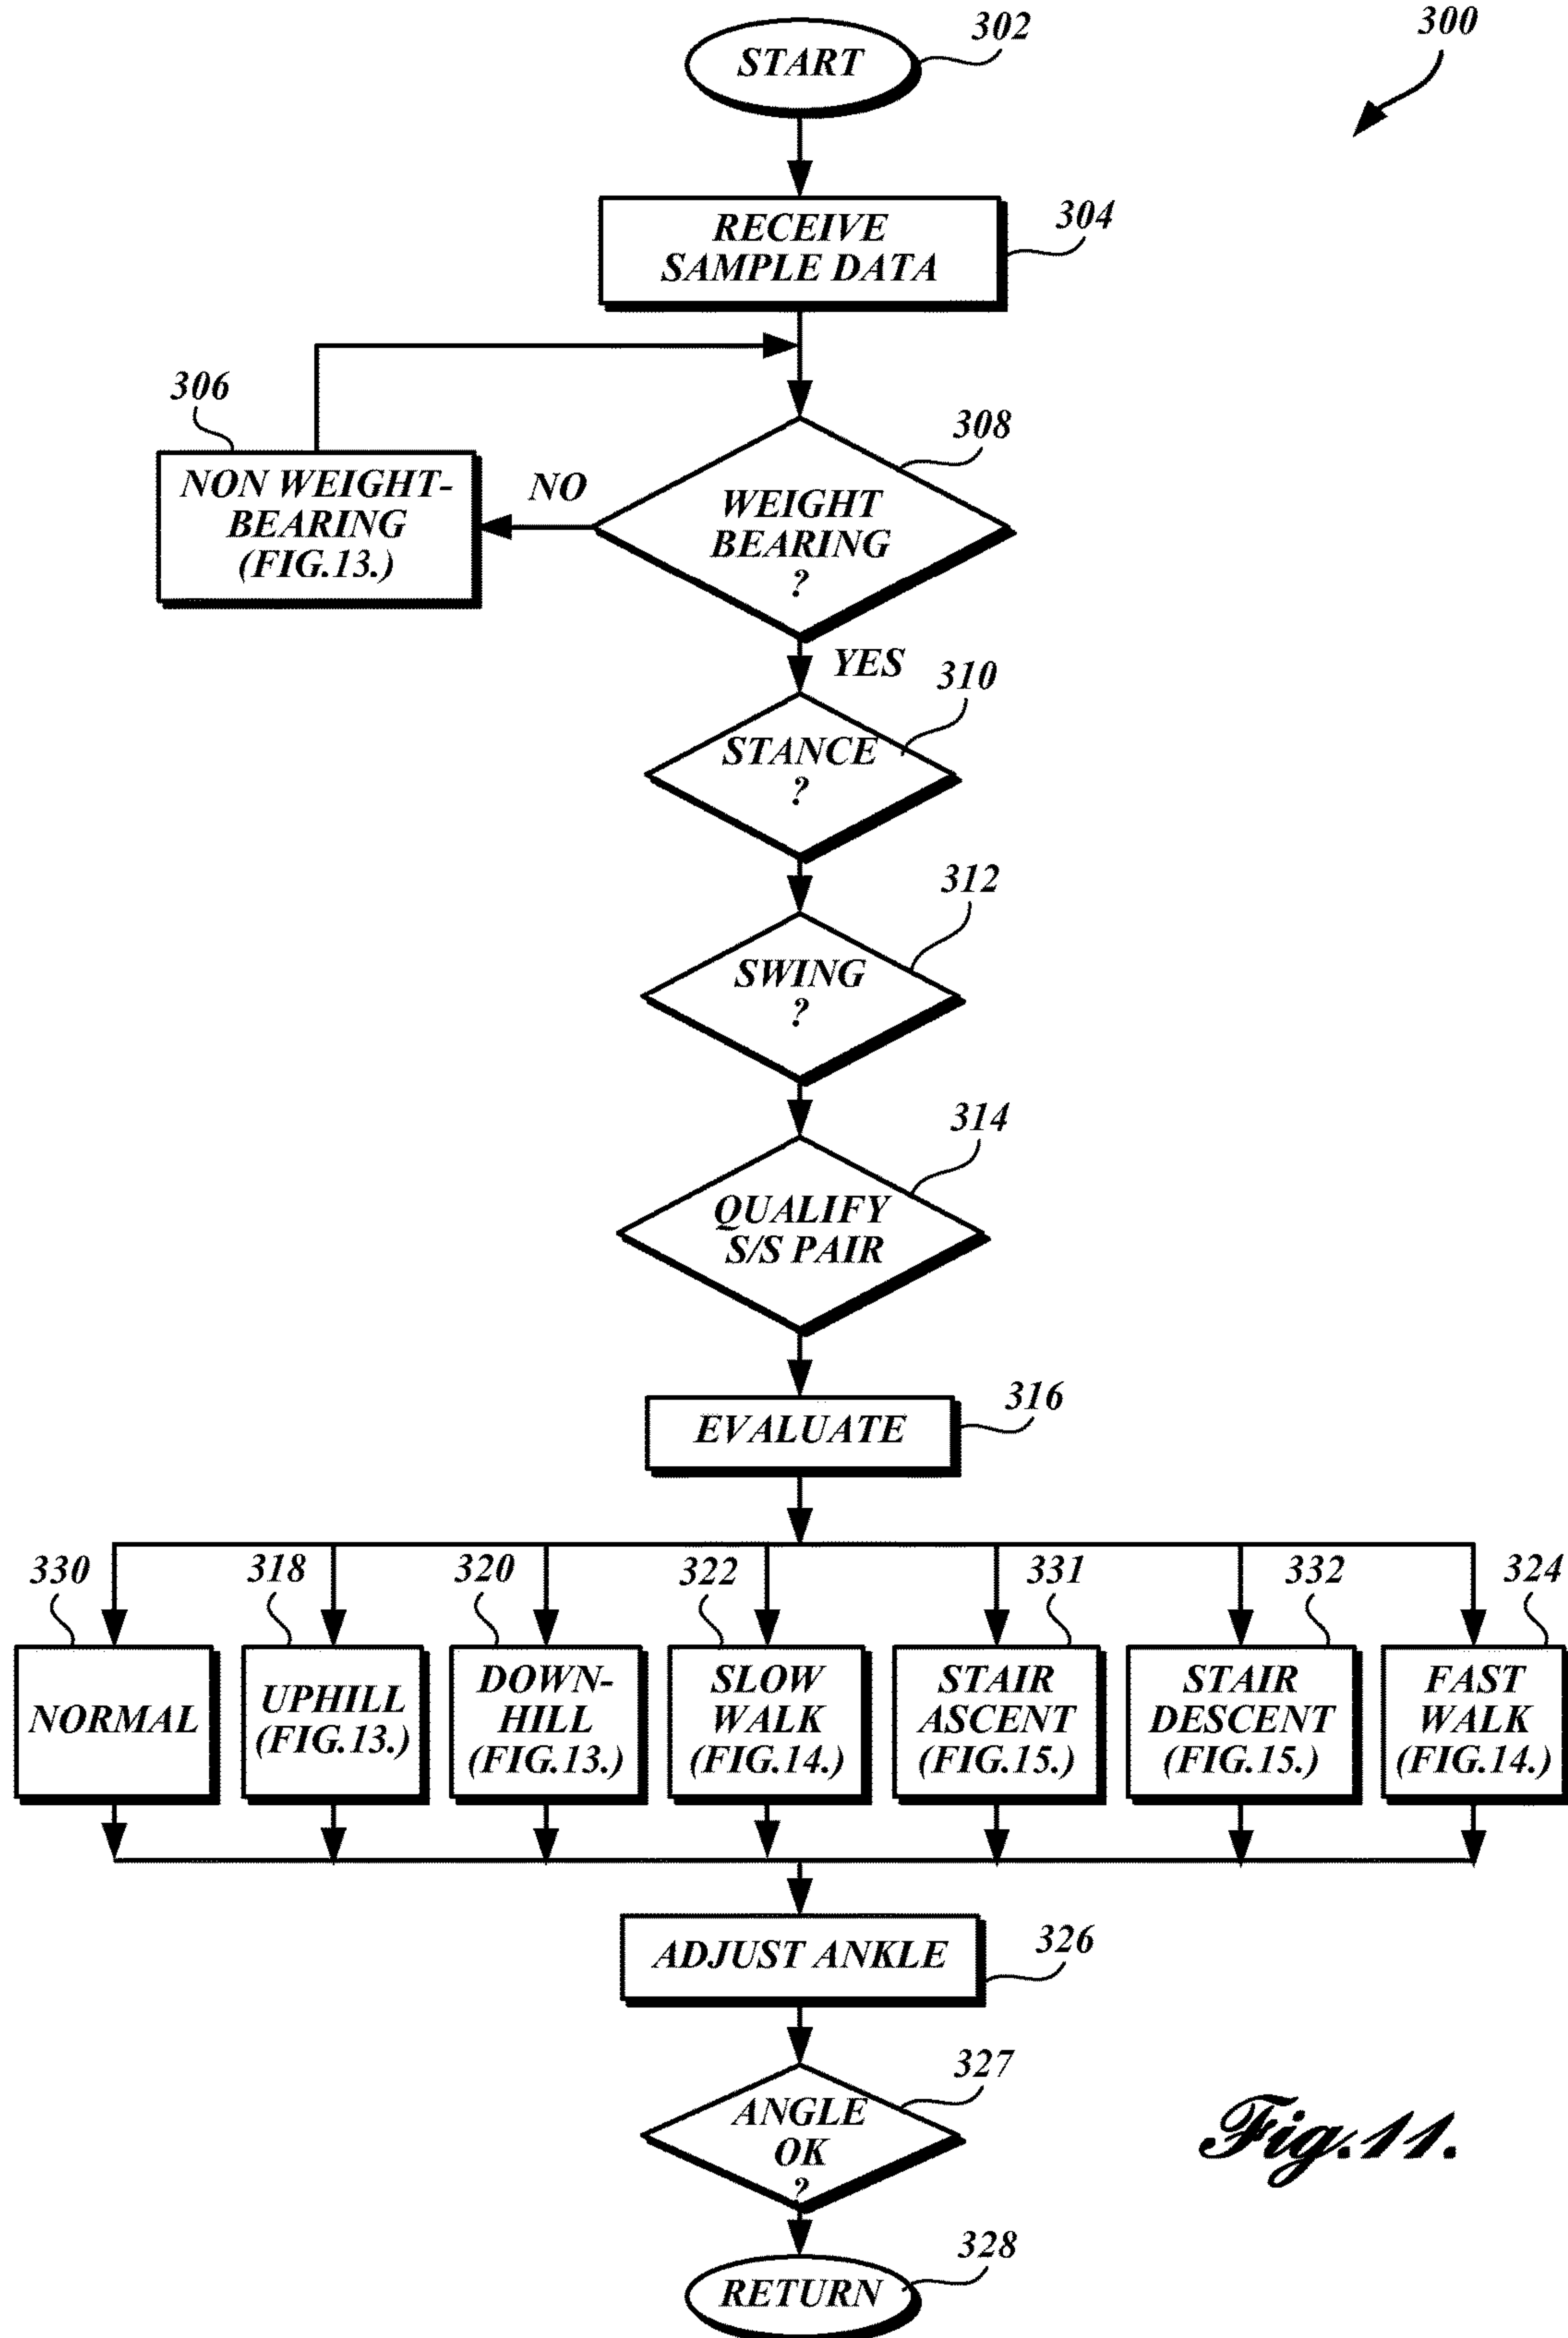 302
300
START
304
RECEIVE
SAMPLE DATA
306
308
NON WEIGHT-
BEARING
(FIG.13.)
NO
WEIGHT
BEARING
?
YES
310
STANCE
?
312
SWING
?
314
QUALIFY
S/S PAIR
316
EVALUATE
330
318
320
322
331
332
324
NORMAL
UPHILL
(FIG.13.)
DOWN-
HILL
(FIG.13.)
SLOW
WALK
(FIG.14.)
STAIR
ASCENT
(FIG.15.)
STAIR
DESCENT
(FIG.15.)
FAST
WALK
(FIG.14.)
326
ADJUST ANKLE
327
ANGLE
OK
?
Fig.11.
328
RETURN